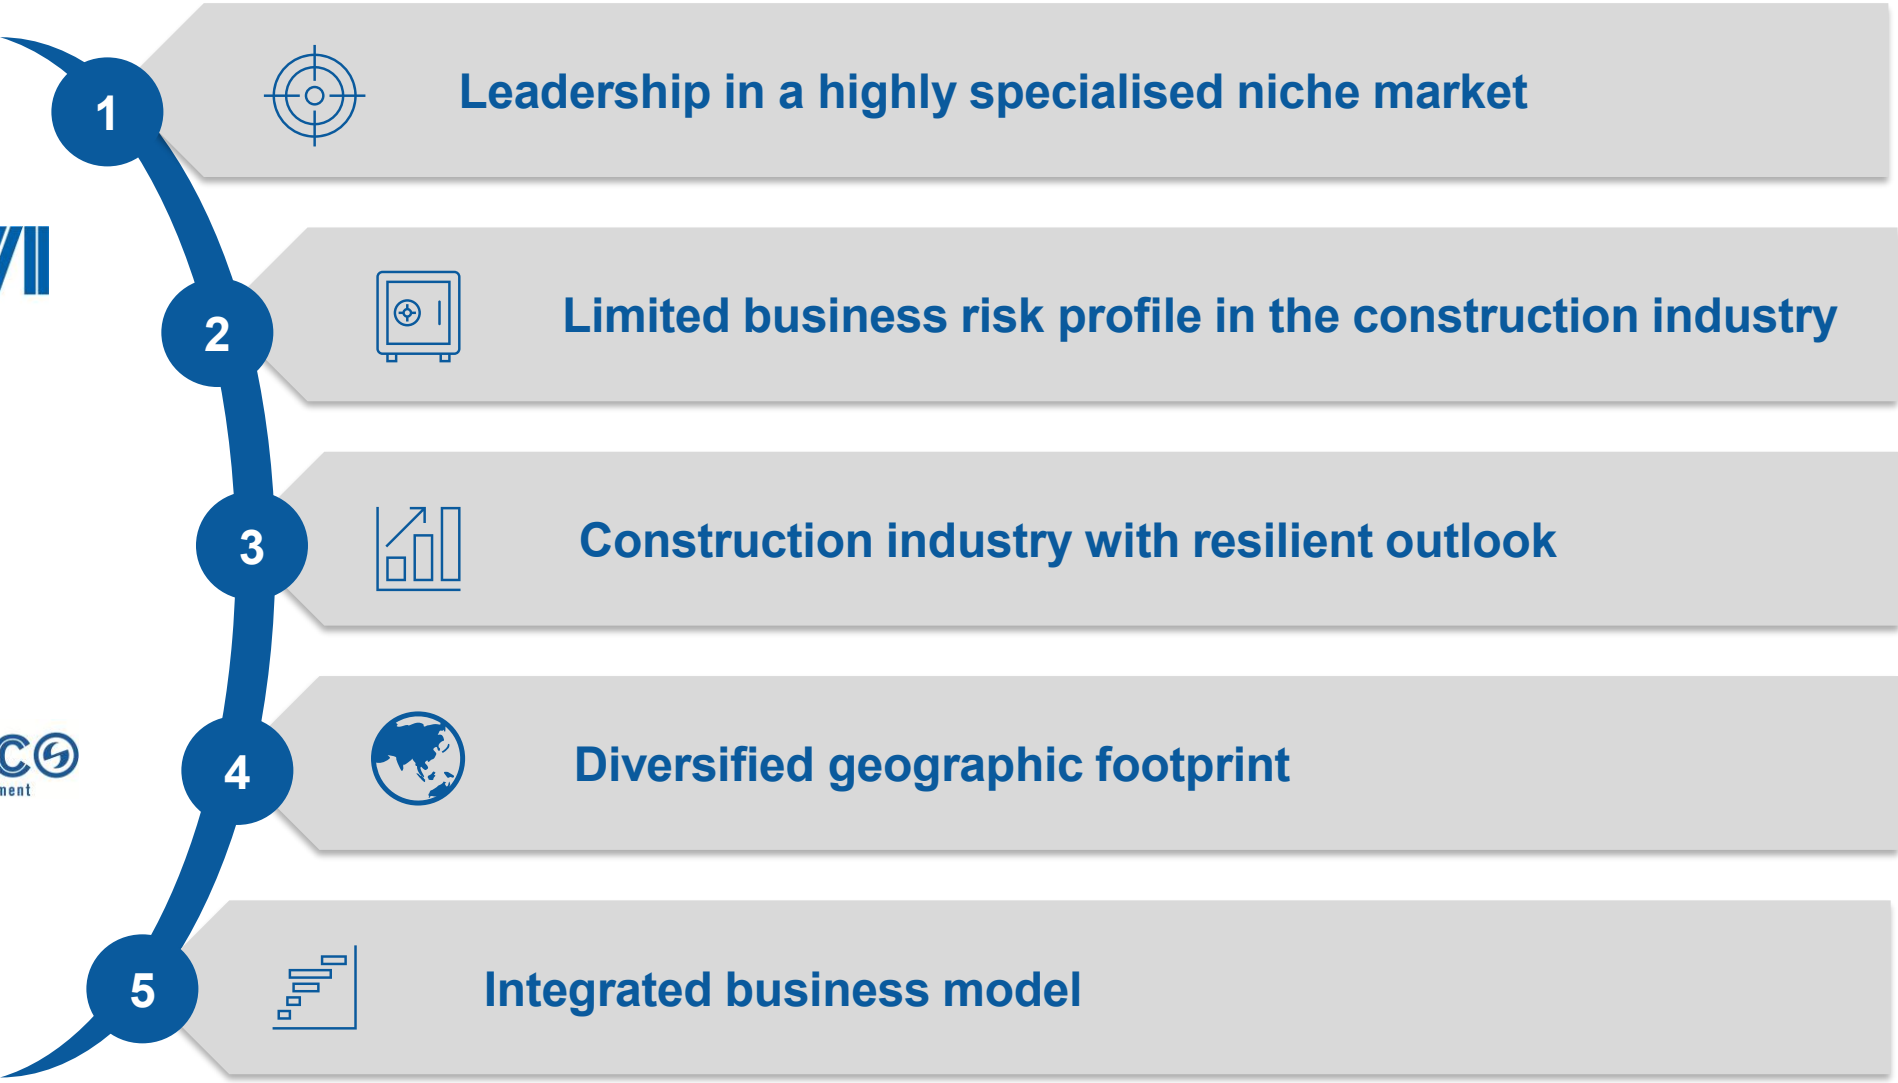 1
Leadership in a highly specialised niche market
2
Limited business risk profile in the construction industry
3
Construction industry with resilient outlook
4
Diversified geographic footprint
5
Integrated business model